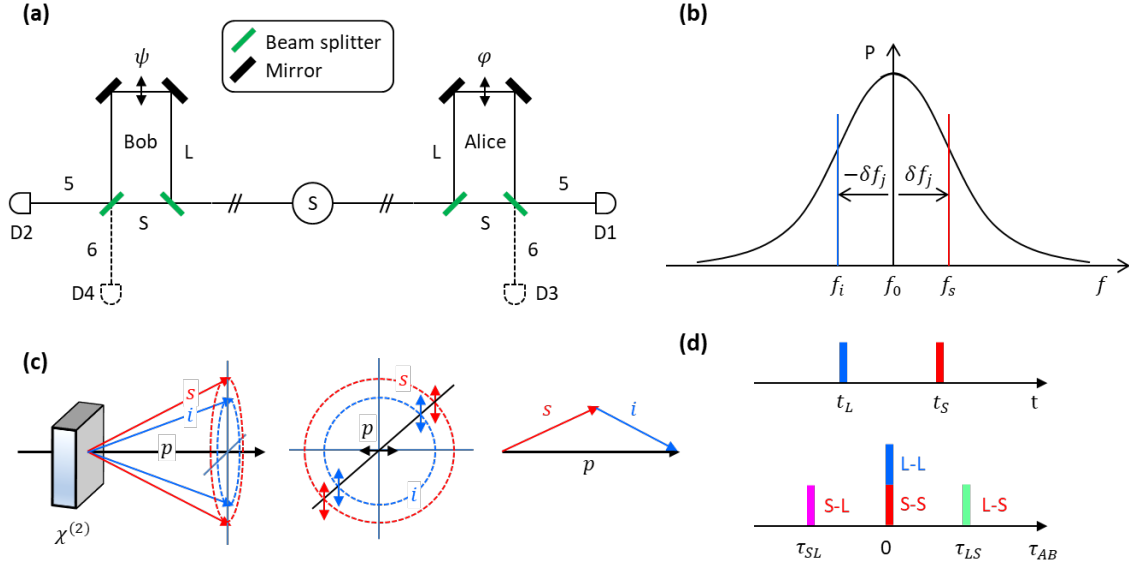 (a)
Beam splitter
Mirror
ψ
φ
Bob
Alice
L
L
5
S
S
S
5
D2
6
6
D1
D4
D3
(b)
P
−δf_j
δf_j
f_i
f_0
f_s
f
(c)
s
i
p
χ^(2)
s
p
i
s
i
p
(d)
t_L
t_S
t
L-L
S-L
S-S
L-S
τ_SL
0
τ_LS
τ_AB